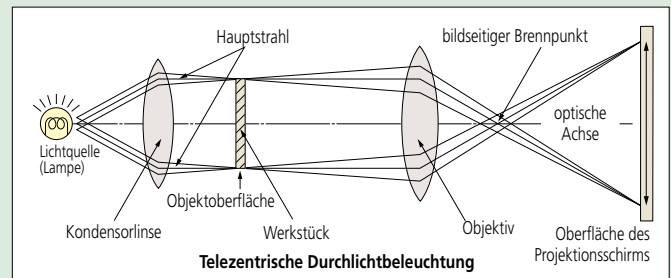 Hauptstrahl
bildseitiger Brennpunkt
optische
Achse
Lichtquelle
(Lampe)
Objektoberfläche
Kondensorlinse
Werkstück
Objektiv
Oberfläche des
Projektionsschirms
Telezentrische Durchlichtbeleuchtung